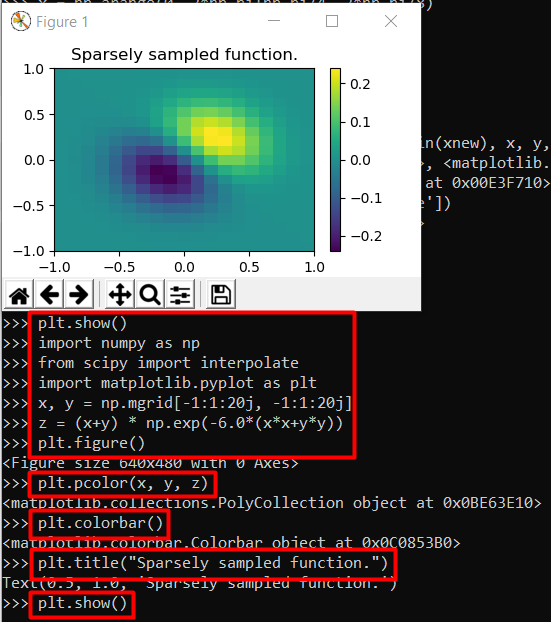 Figure 1
Sparsely sampled function.
1.0
0.5
0.0
−0.5
−1.0
−1.0 −0.5 0.0 0.5 1.0
0.2
0.1
0.0
−0.1
−0.2
in(xnew), x, y,
>, <matplotlib.
at 0x00E3F710>
e'])
>>> plt.show()
>>> import numpy as np
>>> from scipy import interpolate
>>> import matplotlib.pyplot as plt
>>> x, y = np.mgrid[-1:1:20j, -1:1:20j]
>>> z = (x+y) * np.exp(-6.0*(x*x+y*y))
>>> plt.figure()
<Figure size 640x480 with 0 Axes>
>>> plt.pcolor(x, y, z)
<matplotlib.collections.PolyCollection object at 0x0BE63E10>
>>> plt.colorbar()
<matplotlib.colorbar.Colorbar object at 0x0C0853B0>
>>> plt.title("Sparsely sampled function.")
Text(0.5, 1.0, 'Sparsely sampled function.')
>>> plt.show()